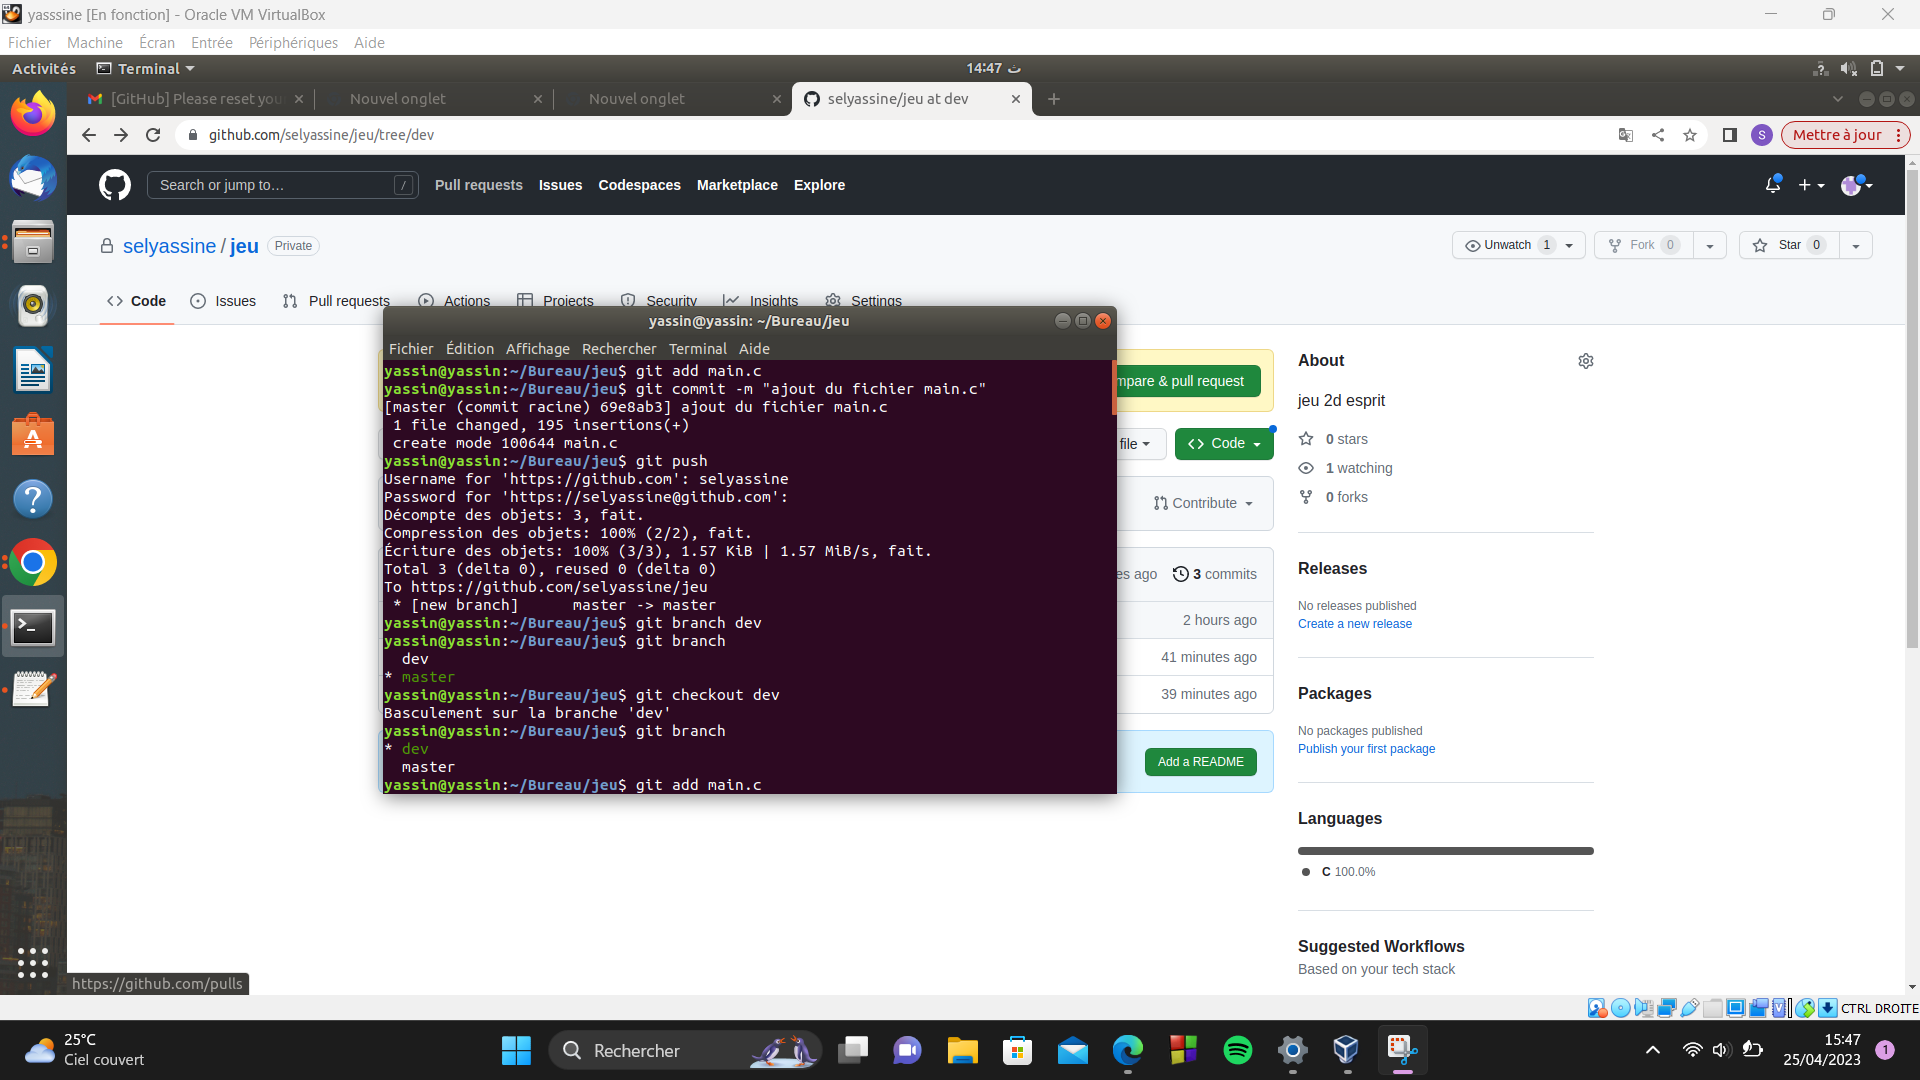 yasssine [En fonction] - Oracle VM VirtualBox
Fichier Machine Écran Entrée Périphériques Aide
Activités Terminal 14:47 ث
[GitHub] Please reset you Nouvel onglet Nouvel onglet selyassine/jeu at dev
github.com/selyassine/jeu/tree/dev S Mettre à jour
Search or jump to… / Pull requests Issues Codespaces Marketplace Explore
selyassine / jeu Private Unwatch 1 Fork 0 Star 0
Code Issues Pull requests Actions Projects Security Insights Settings
yassin@yassin: ~/Bureau/jeu
Fichier Édition Affichage Rechercher Terminal Aide
yassin@yassin:~/Bureau/jeu$ git add main.c
yassin@yassin:~/Bureau/jeu$ git commit -m "ajout du fichier main.c"
[master (commit racine) 69e8ab3] ajout du fichier main.c
1 file changed, 195 insertions(+)
create mode 100644 main.c
yassin@yassin:~/Bureau/jeu$ git push
Username for 'https://github.com': selyassine
Password for 'https://selyassine@github.com':
Décompte des objets: 3, fait.
Compression des objets: 100% (2/2), fait.
Écriture des objets: 100% (3/3), 1.57 KiB | 1.57 MiB/s, fait.
Total 3 (delta 0), reused 0 (delta 0)
To https://github.com/selyassine/jeu
* [new branch] master -> master
yassin@yassin:~/Bureau/jeu$ git branch dev
yassin@yassin:~/Bureau/jeu$ git branch
dev
* master
yassin@yassin:~/Bureau/jeu$ git checkout dev
Basculement sur la branche 'dev'
yassin@yassin:~/Bureau/jeu$ git branch
* dev
master
yassin@yassin:~/Bureau/jeu$ git add main.c
mpare & pull request
file Code
Contribute
es ago 3 commits
2 hours ago
41 minutes ago
39 minutes ago
Add a README
About
jeu 2d esprit
0 stars
1 watching
0 forks
Releases
No releases published
Create a new release
Packages
No packages published
Publish your first package
Languages
C 100.0%
Suggested Workflows
Based on your tech stack
https://github.com/pulls
CTRL DROITE
25°C
Ciel couvert
Rechercher
15:47
25/04/2023
1